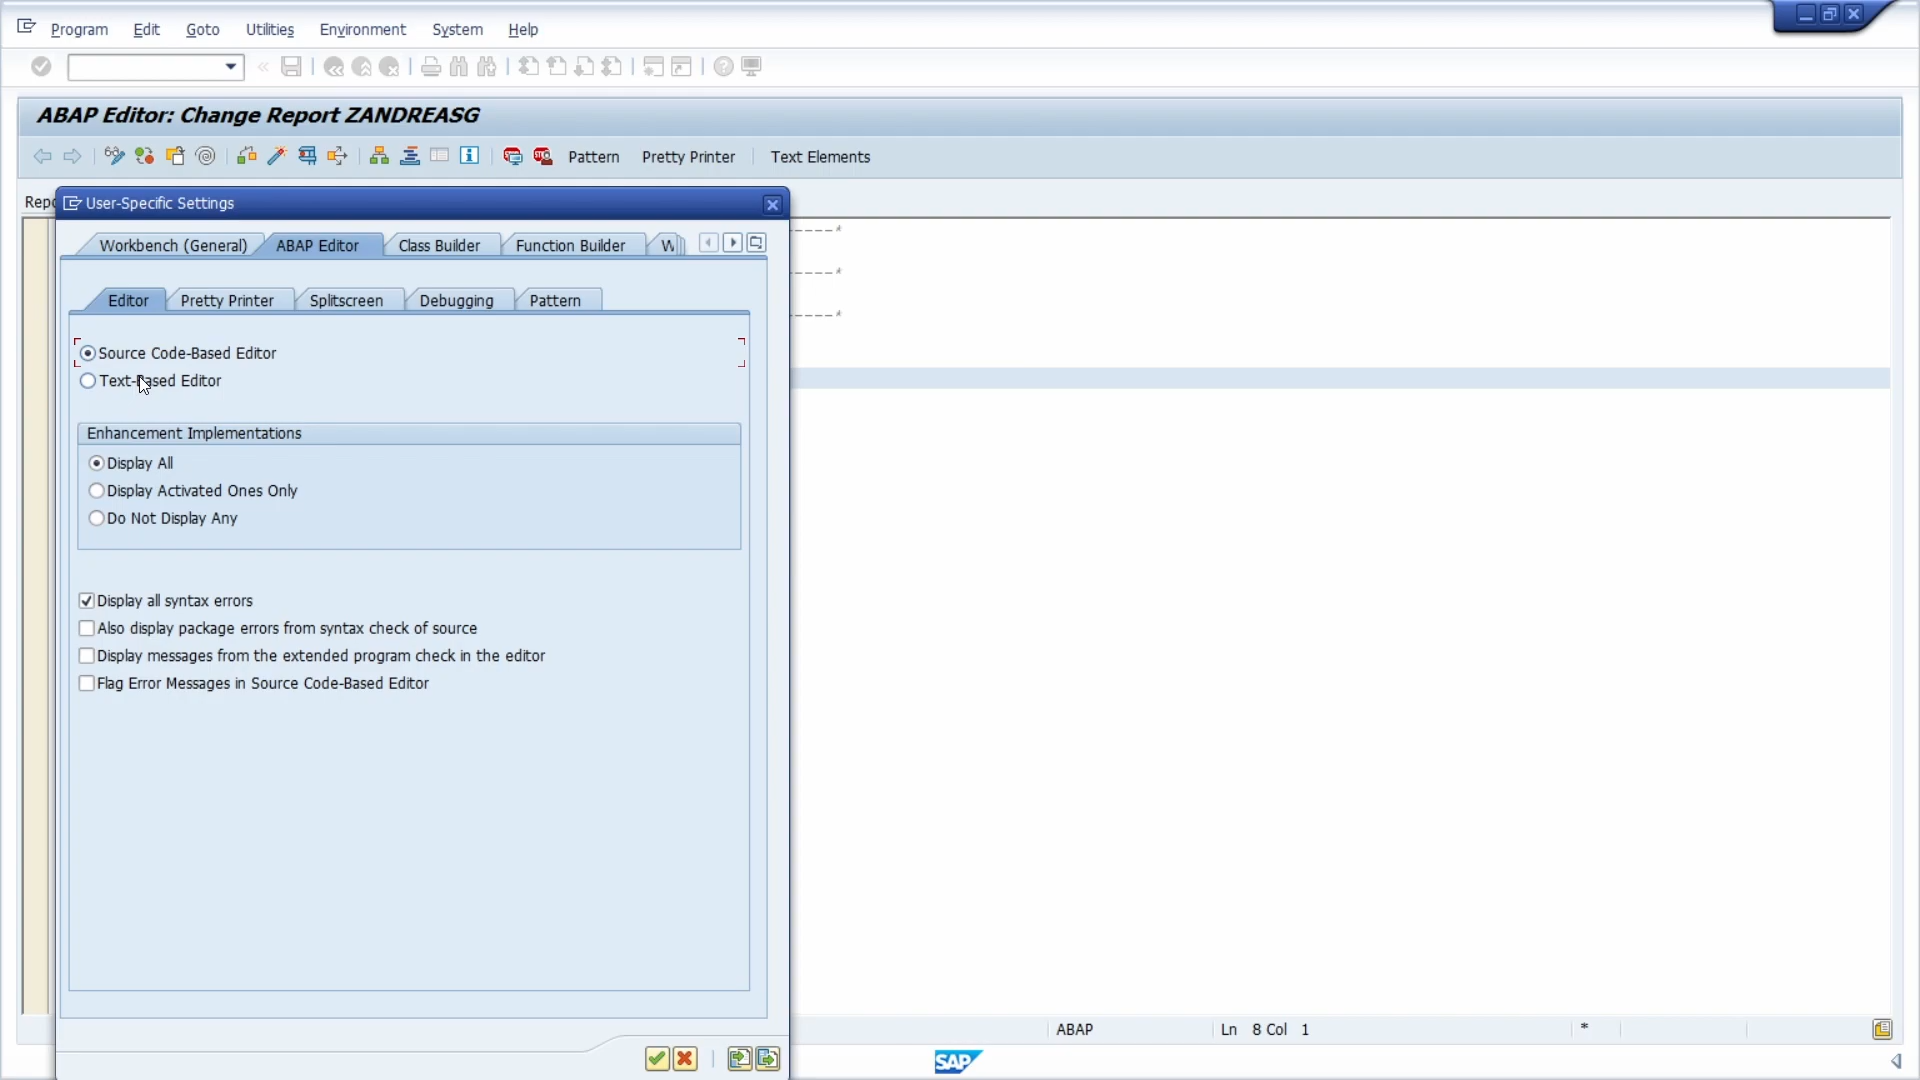 Program Edit Goto Utilities Environment System Help
ABAP Editor: Change Report ZANDREASG
Pattern Pretty Printer Text Elements
Repo
User-Specific Settings
Workbench (General) ABAP Editor Class Builder Function Builder W
Editor Pretty Printer Splitscreen Debugging Pattern
-----*
Source Code-Based Editor
Text-Based Editor
-----*
-----*
Enhancement Implementations
Display All
Display Activated Ones Only
Do Not Display Any
Display all syntax errors
Also display package errors from syntax check of source
Display messages from the extended program check in the editor
Flag Error Messages in Source Code-Based Editor
ABAP Ln 8 Col 1 *
SAP